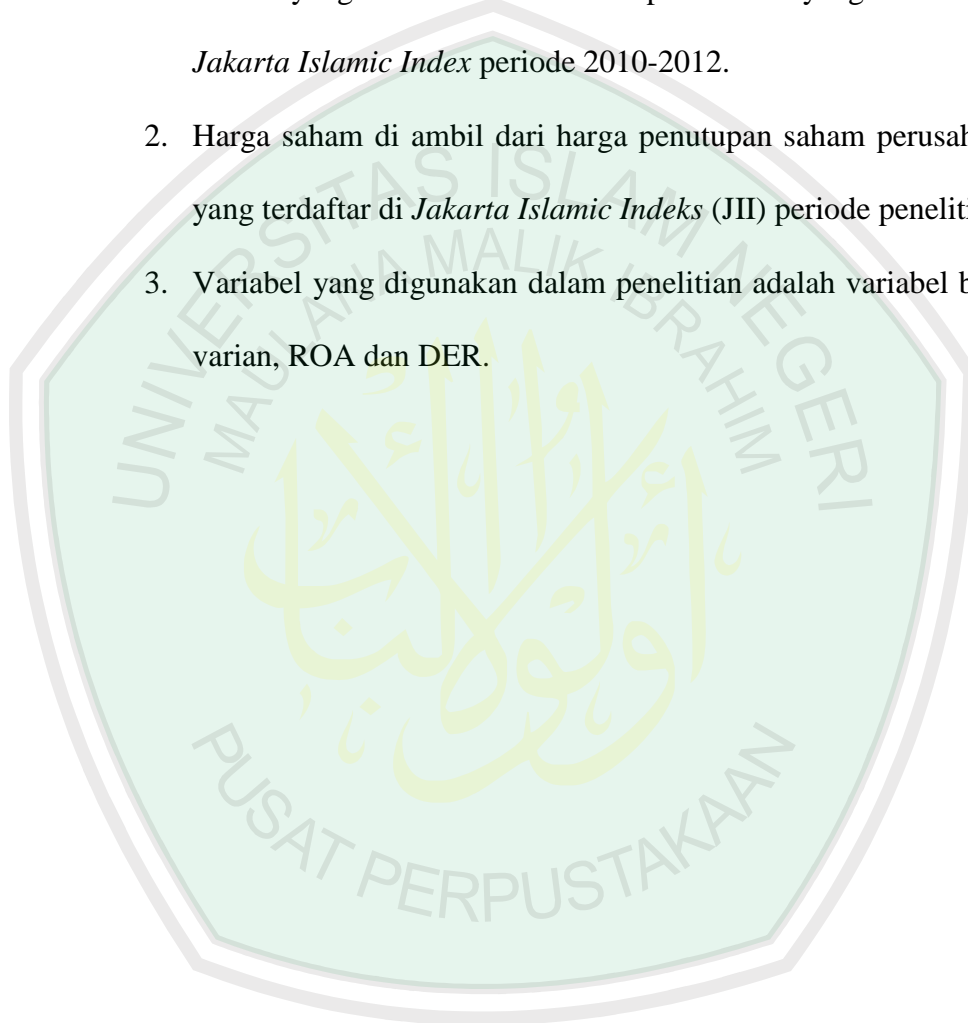 yang yang
Jakarta Islamic Index periode 2010-2012.
2. Harga saham di ambil dari harga penutupan saham perusah
yang terdaftar di Jakarta Islamic Indeks (JII) periode peneliti
3. Variabel yang digunakan dalam penelitian adalah variabel b
varian, ROA dan DER.
UNIVERSITAS ISLAM NEGERI
MAULANA MALIK IBRAHIM
PUSAT PERPUSTAKAAN